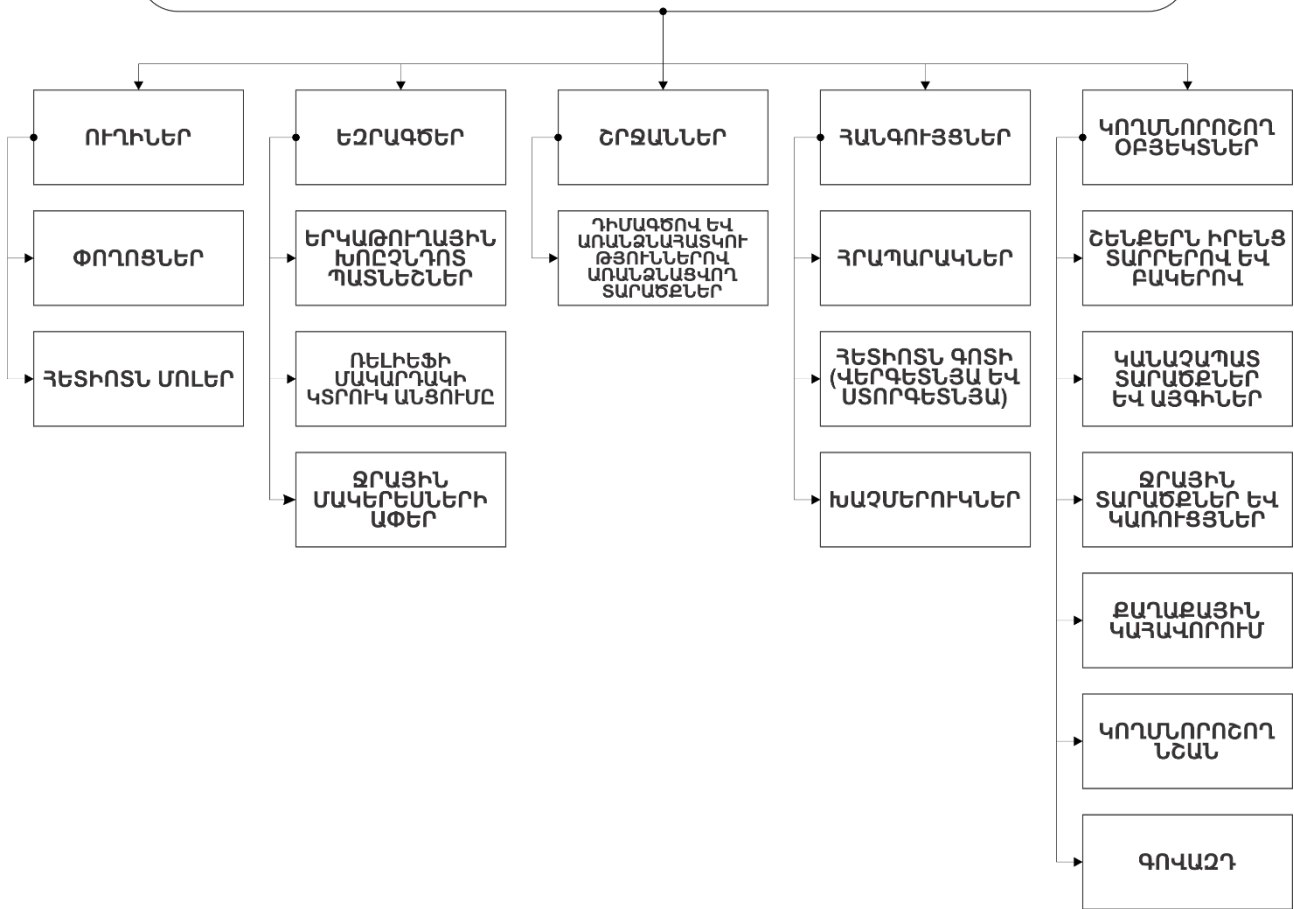 ՈՒՂԻՆԵՐ
ՓՈՂՈՑՆԵՐ
ՀԵՏԻՈՏՆ ՄՈԼԵՐ
ԵԶՐԱԳԾԵՐ
ԵՐԿԱԹՈՒՂԱՅԻՆ
ԽՈԸՉՆԴՈՏ
ՊԱՏՆԵՇՆԵՐ
ՌԵԼԻԵՖԻ
ՄԱԿԱՐԴԱԿԻ
ԿՏՐՈՒԿ ԱՆՑՈՒՄԸ
ՋՐԱՅԻՆ
ՄԱԿԵՐԵՍՆԵՐԻ
ԱՓԵՐ
ՇՐՋԱՆՆԵՐ
ԴԻՄԱԳԾՈՎ ԵՎ
ԱՌԱՆՁՆԱՀԱՏԿՈՒ
ԹՅՈՒՆՆԵՐՈՎ
ԱՌԱՆՁՆԱՑՎՈՂ
ՏԱՐԱԾՔՆԵՐ
ՀԱՆԳՈՒՅՑՆԵՐ
ՀՐԱՊԱՐԱԿՆԵՐ
ՀԵՏԻՈՏՆ ԳՈՏԻ
(ՎԵՐԳԵՏՆՅԱ ԵՎ
ՍՏՈՐԳԵՏՆՅԱ)
ԽԱՉՄԵՐՈՒԿՆԵՐ
ԿՈՂՄՆՈՐՈՇՈՂ
ՕԲՅԵԿՏՆԵՐ
ՇԵՆՔԵՐՆ ԻՐԵՆՑ
ՏԱՐՐԵՐՈՎ ԵՎ
ԲԱԿԵՐՈՎ
ԿԱՆԱՉԱՊԱՏ
ՏԱՐԱԾՔՆԵՐ
ԵՎ ԱՅԳԻՆԵՐ
ՋՐԱՅԻՆ
ՏԱՐԱԾՔՆԵՐ ԵՎ
ԿԱՌՈՒՑՅՆԵՐ
ՔԱՂԱՔԱՅԻՆ
ԿԱՀԱՎՈՐՈՒՄ
ԿՈՂՄՆՈՐՈՇՈՂ
ՆՇԱՆ
ԳՈՎԱԶԴ